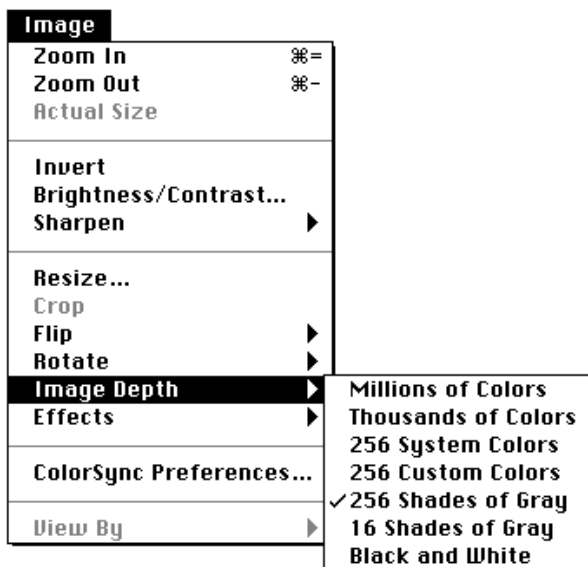 Image
Zoom In ⌘=
Zoom Out ⌘-
Actual Size
Invert
Brightness/Contrast...
Sharpen
Resize...
Crop
Flip
Rotate
Image Depth
Effects
ColorSync Preferences...
View By
Millions of Colors
Thousands of Colors
256 System Colors
256 Custom Colors
✓256 Shades of Gray
16 Shades of Gray
Black and White